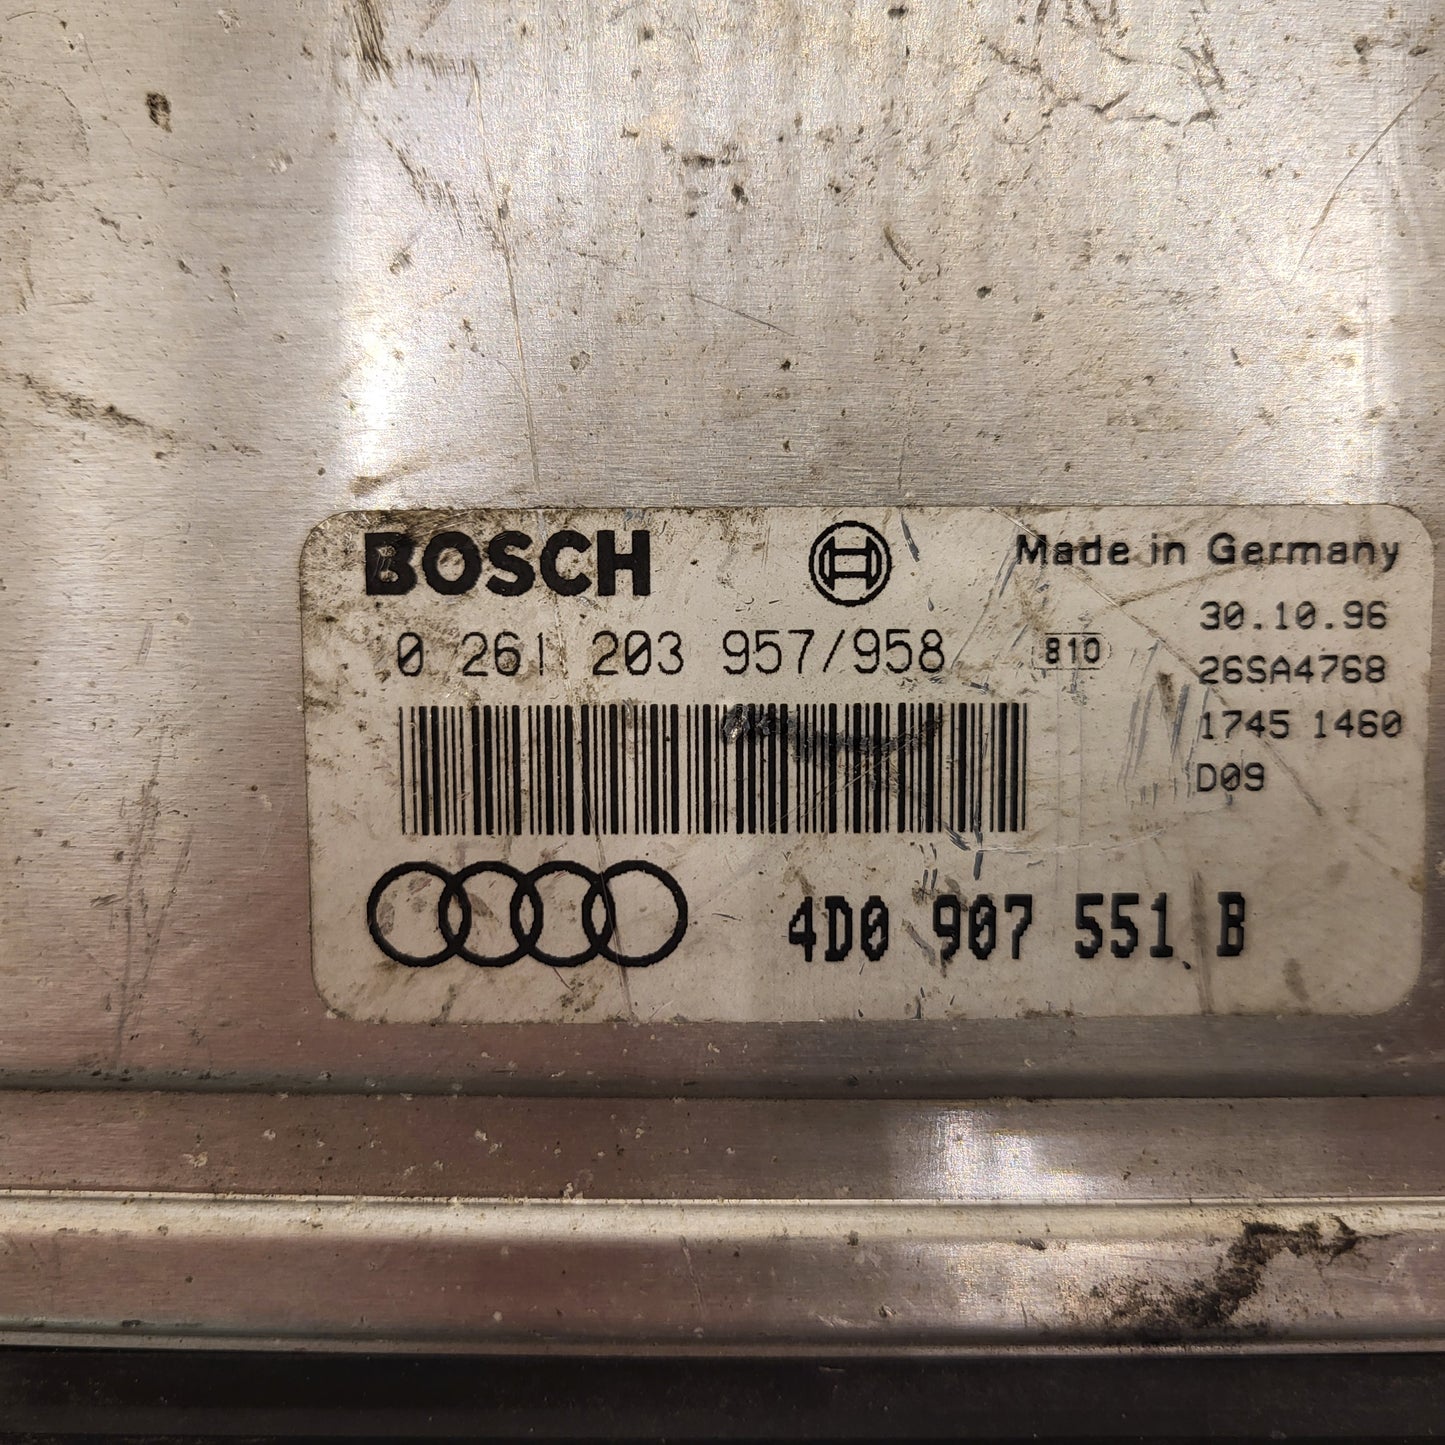 BOSCH
Made in Germany
0 261 203 957/958
810
30.10.96
26SA4768
1745 1460
D09
4D0 907 551 B